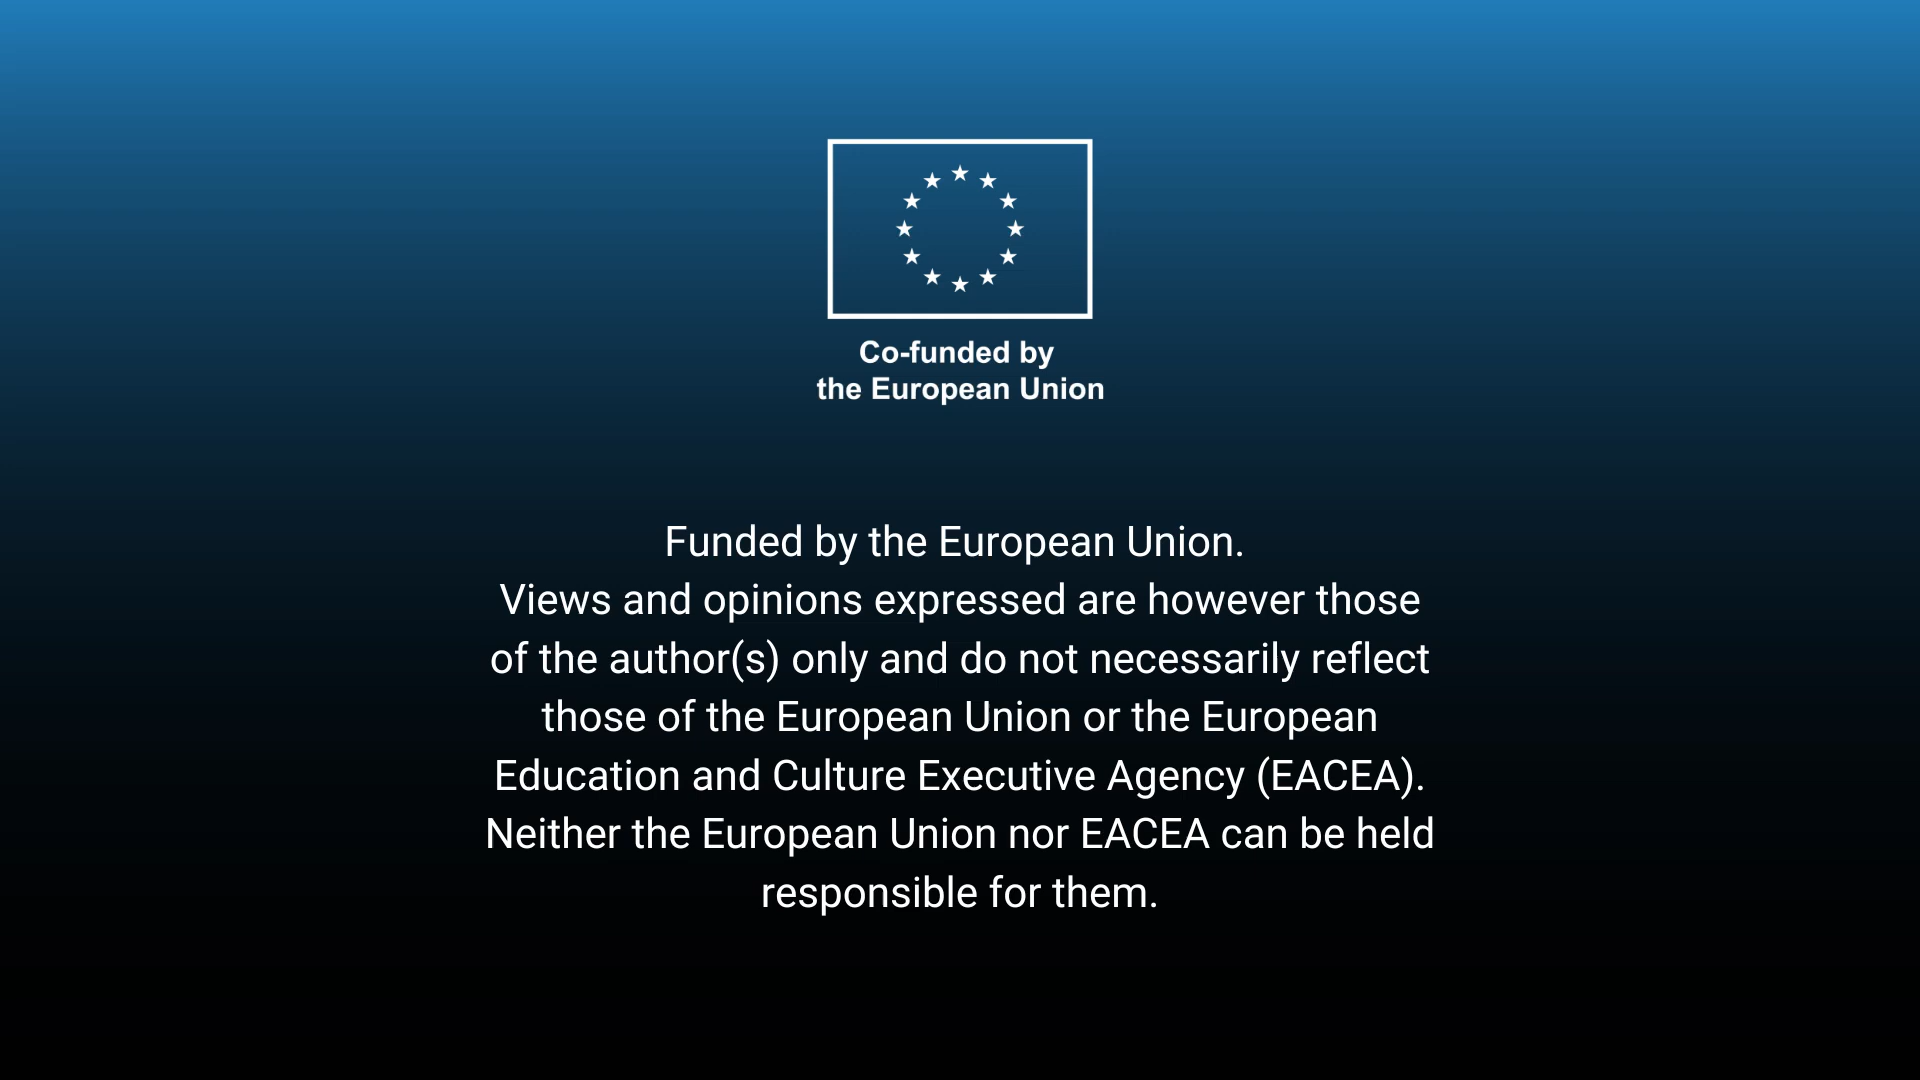 Co-funded by
the European Union
Funded by the European Union.
Views and opinions expressed are however those
of the author(s) only and do not necessarily reflect
those of the European Union or the European
Education and Culture Executive Agency (EACEA).
Neither the European Union nor EACEA can be held
responsible for them.